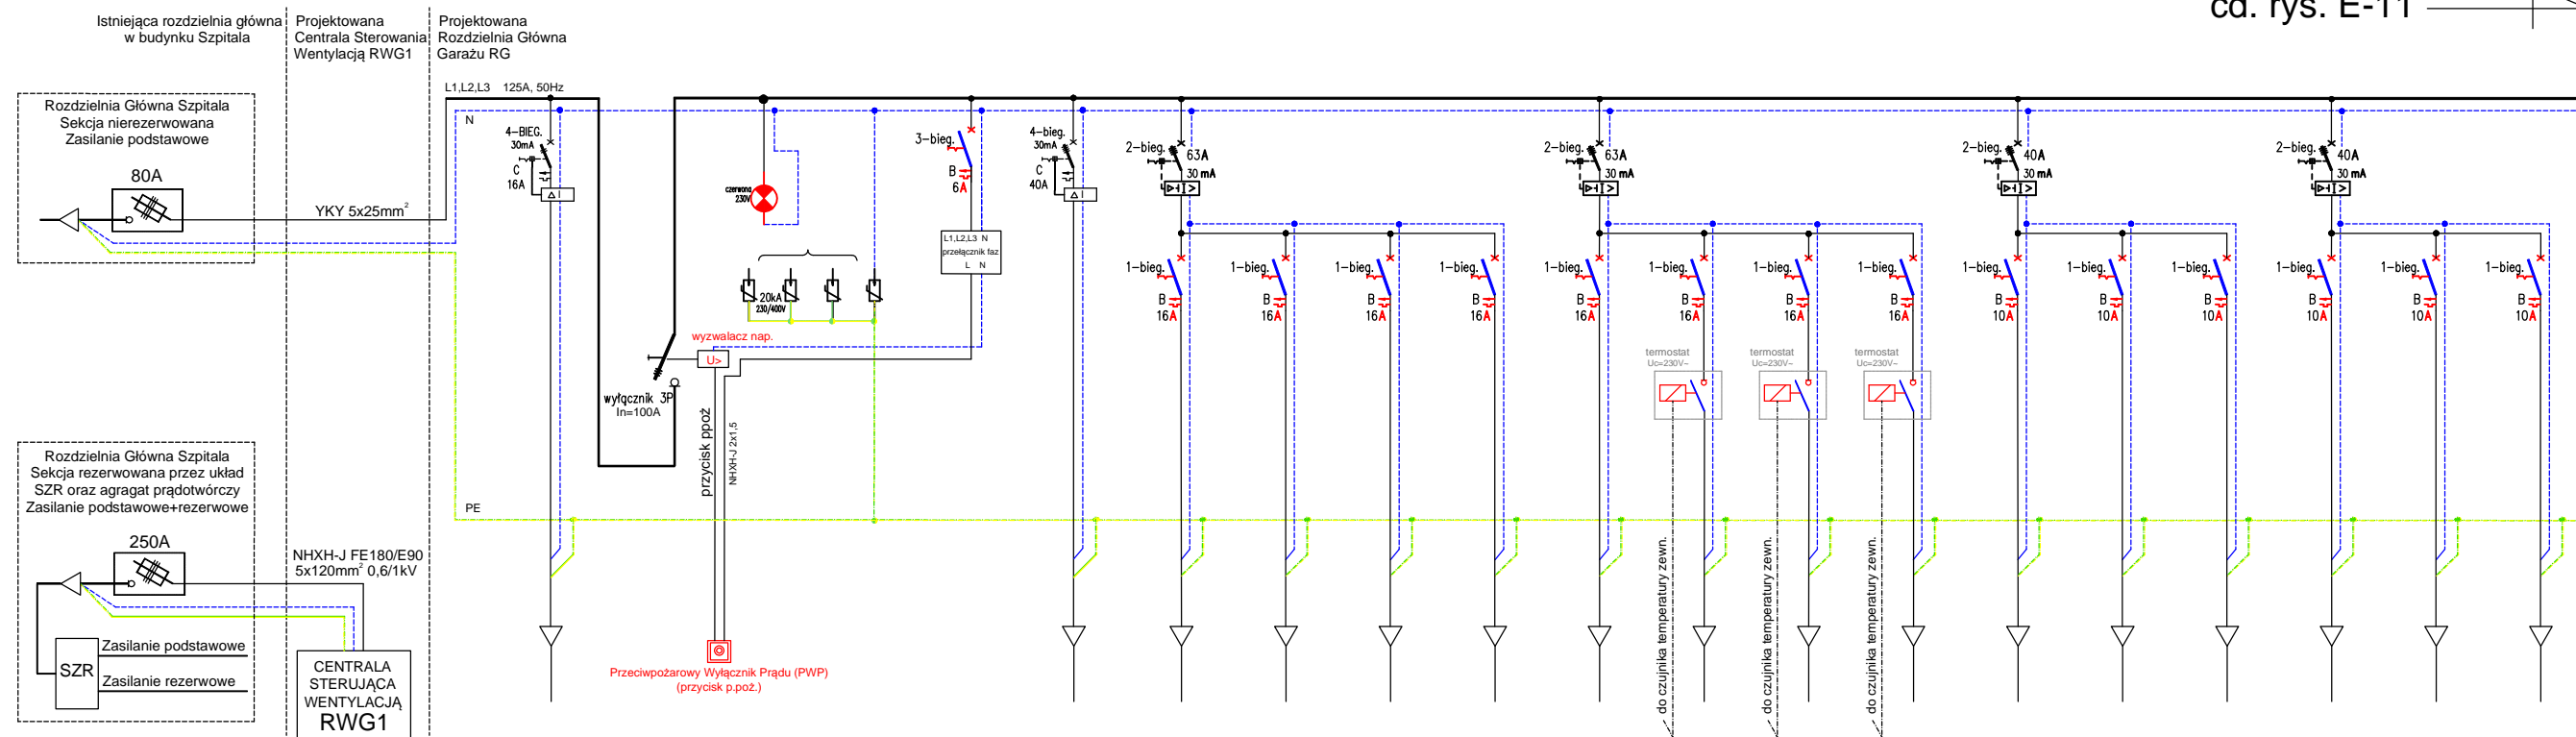 cd. rys. E-11
Istniejąca rozdzielnia główna
w budynku Szpitala
Projektowana
Centrala Sterowania
Wentylacją RWG1
Projektowana
Rozdzielnia Główna
Garażu RG
Rozdzielnia Główna Szpitala
Sekcja nierezerwowana
Zasilanie podstawowe
80A
YKY 5x25mm²
L1,L2,L3 125A, 50Hz
N
4-BIEG.
30mA
C
16A
wyłącznik 3P
In=100A
czerwona
230V
20kA
230/400V
wyzwalacz nap.
U>
przycisk ppoż
NHXH-J 2x1,5
Przeciwpożarowy Wyłącznik Prądu (PWP)
(przycisk p.poż.)
3-bieg.
B
6A
L1,L2,L3 N
przełącznik faz
L N
4-bieg.
30mA
C
40A
2-bieg.
63A
30 mA
1-bieg.
B
16A
1-bieg.
B
16A
1-bieg.
B
16A
1-bieg.
B
16A
2-bieg.
63A
30 mA
1-bieg.
B
16A
1-bieg.
B
16A
1-bieg.
B
16A
1-bieg.
B
16A
termostat
Uc=230V~
termostat
Uc=230V~
termostat
Uc=230V~
do czujnika temperatury zewn.
do czujnika temperatury zewn.
do czujnika temperatury zewn.
2-bieg.
40A
30 mA
1-bieg.
B
10A
1-bieg.
B
10A
1-bieg.
B
10A
2-bieg.
40A
30 mA
1-bieg.
B
10A
1-bieg.
B
10A
1-bieg.
B
10A
PE
Rozdzielnia Główna Szpitala
Sekcja rezerwowana przez układ
SZR oraz agragat prądotwórczy
Zasilanie podstawowe+rezerwowe
250A
NHXH-J FE180/E90
5x120mm² 0,6/1kV
SZR
Zasilanie podstawowe
Zasilanie rezerwowe
CENTRALA
STERUJĄCA
WENTYLACJĄ
RWG1